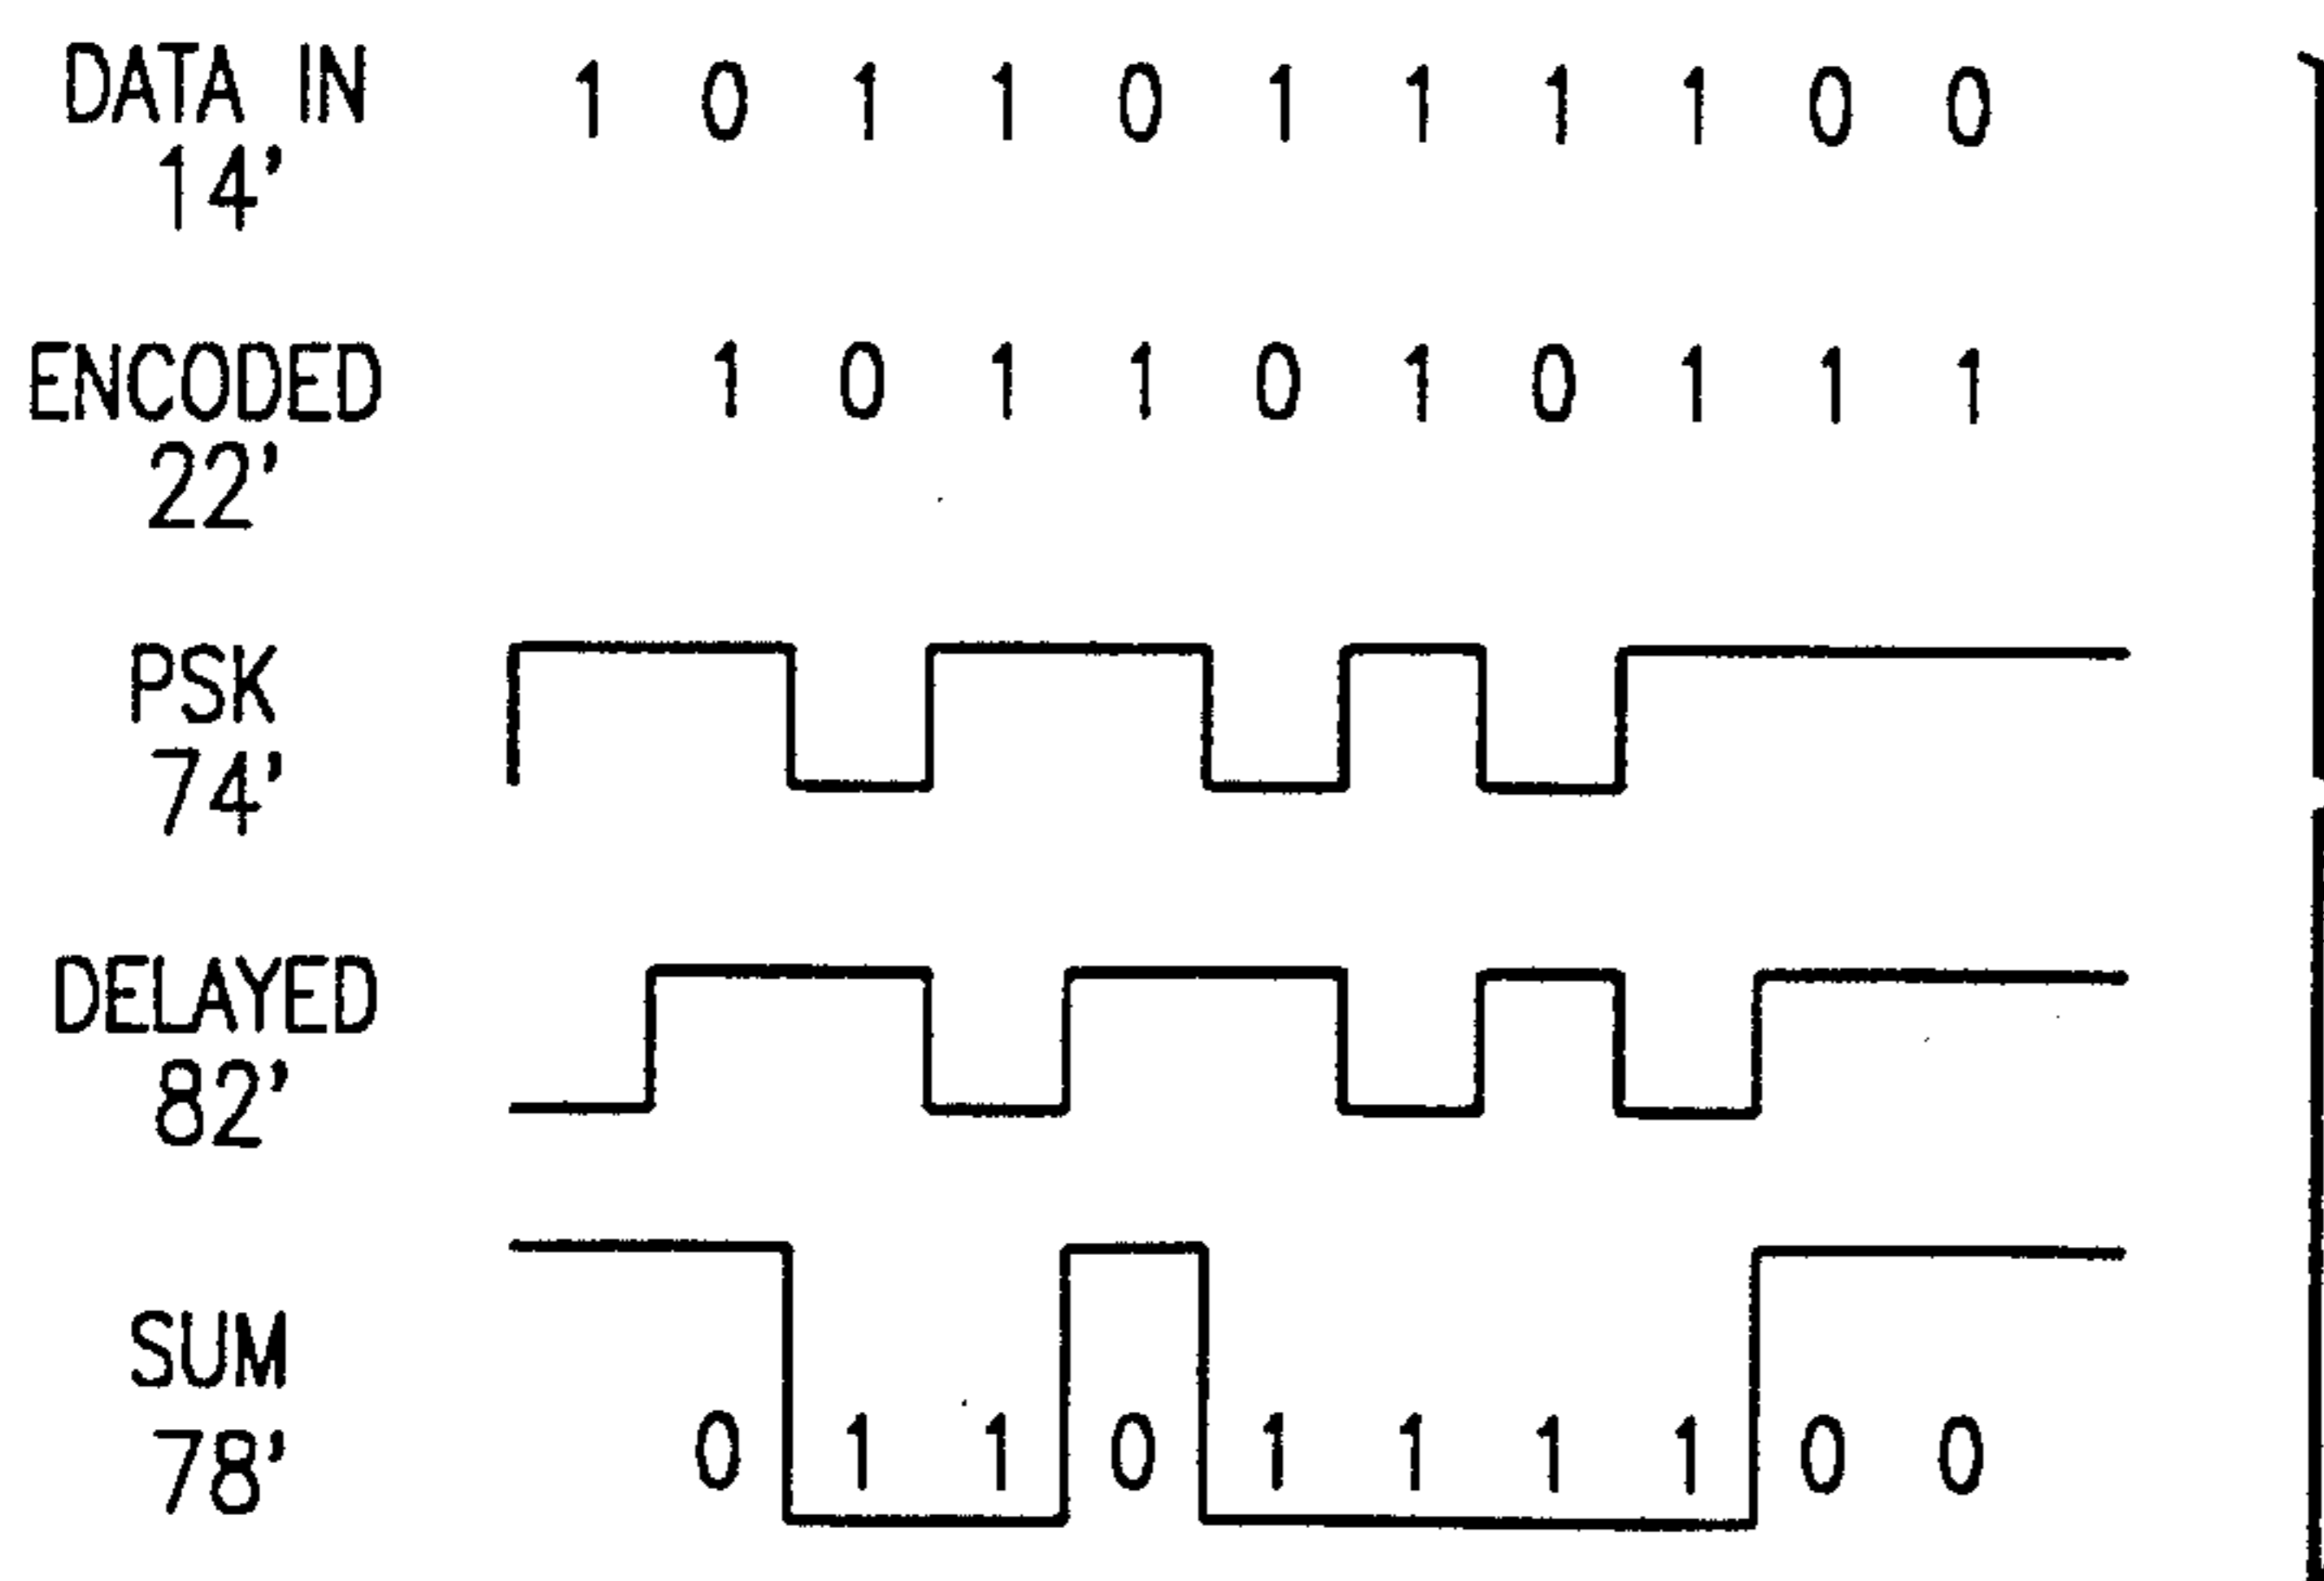 DATA IN 1 0 1 1 0 1 1 1 1 0 0
14'
ENCODED 1 0 1 1 0 1 0 1 1 1
22'
PSK
74'
DELAYED
82'
SUM
0 1 1 0 1 1 1 1 0 0
78'